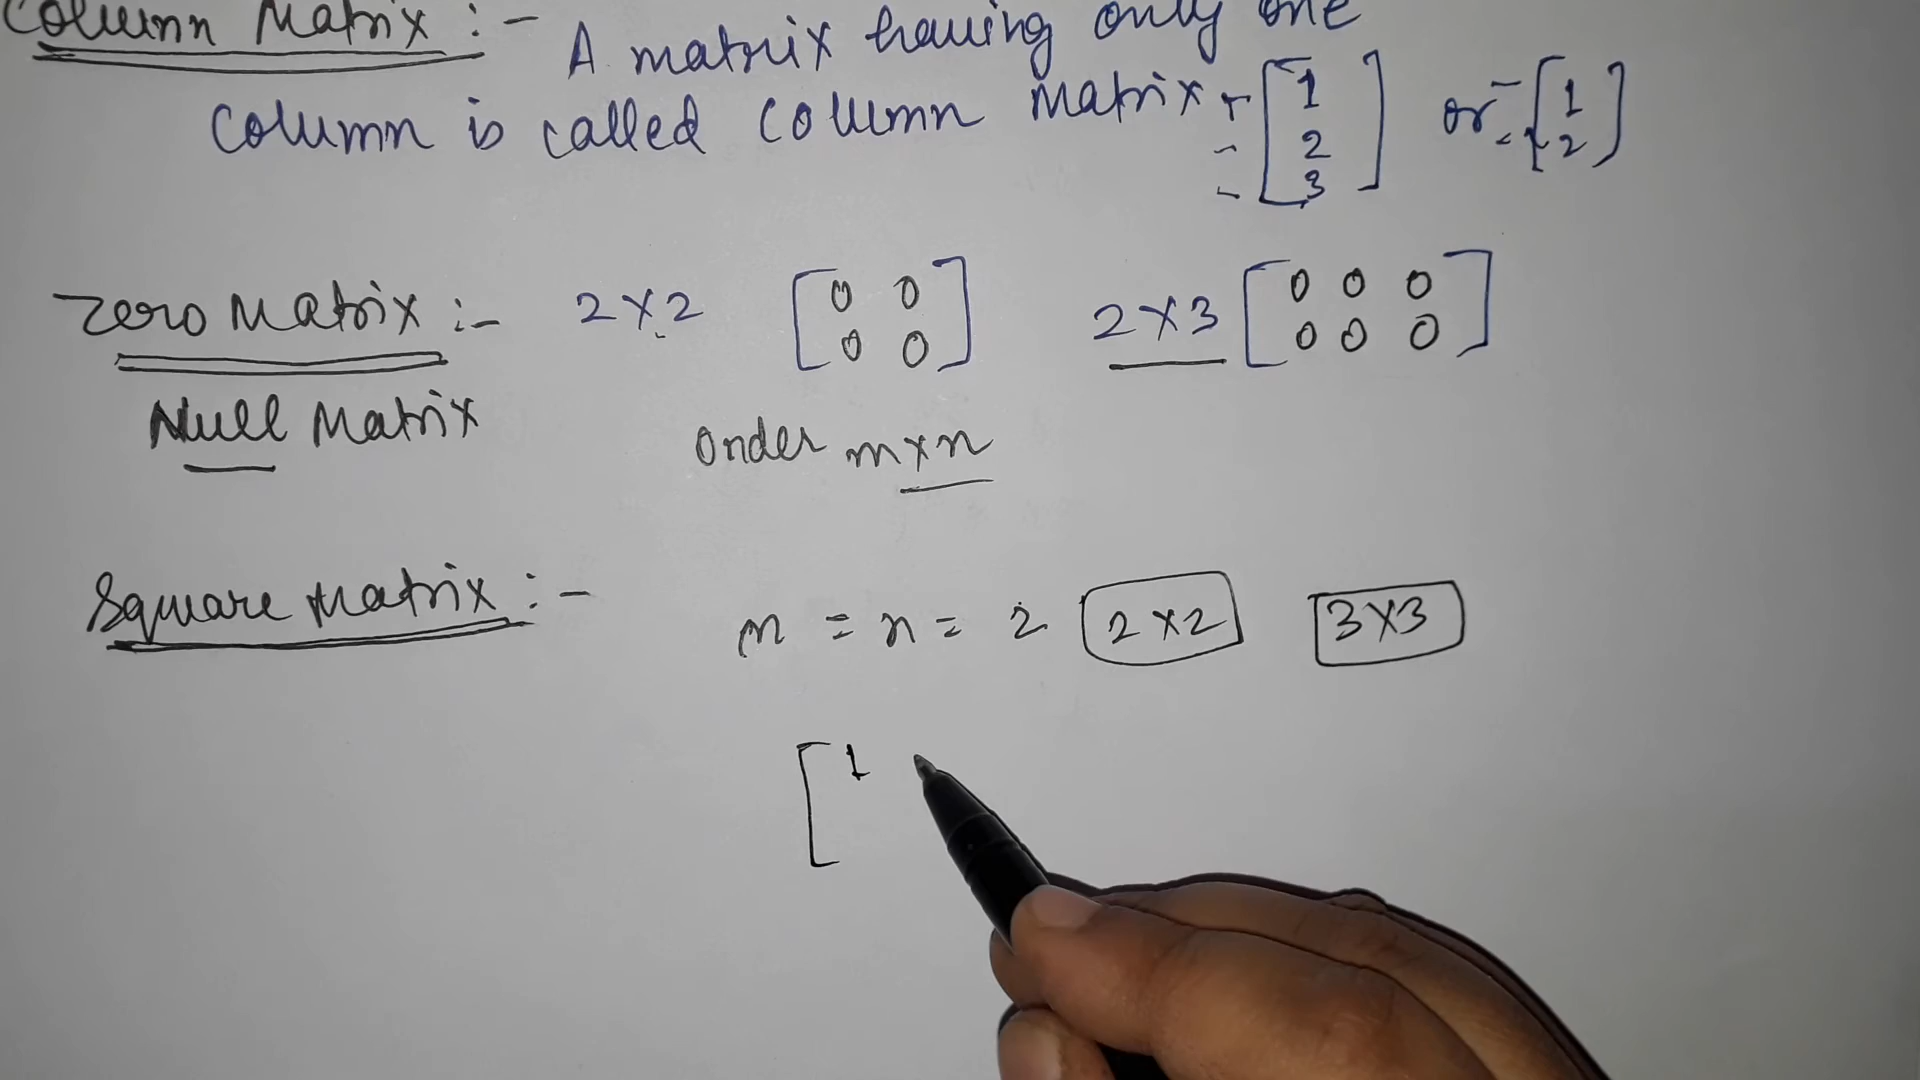 Column Matrix :- A matrix having only one
column is called column matrix - [1 2 3] or [1 2]
Zero Matrix :- 2×2 [0 0 0 0] 2×3 [0 0 0 0 0 0]
Null Matrix
Order m×n
Square Matrix :- m = n = 2 2×2 3×3
[1